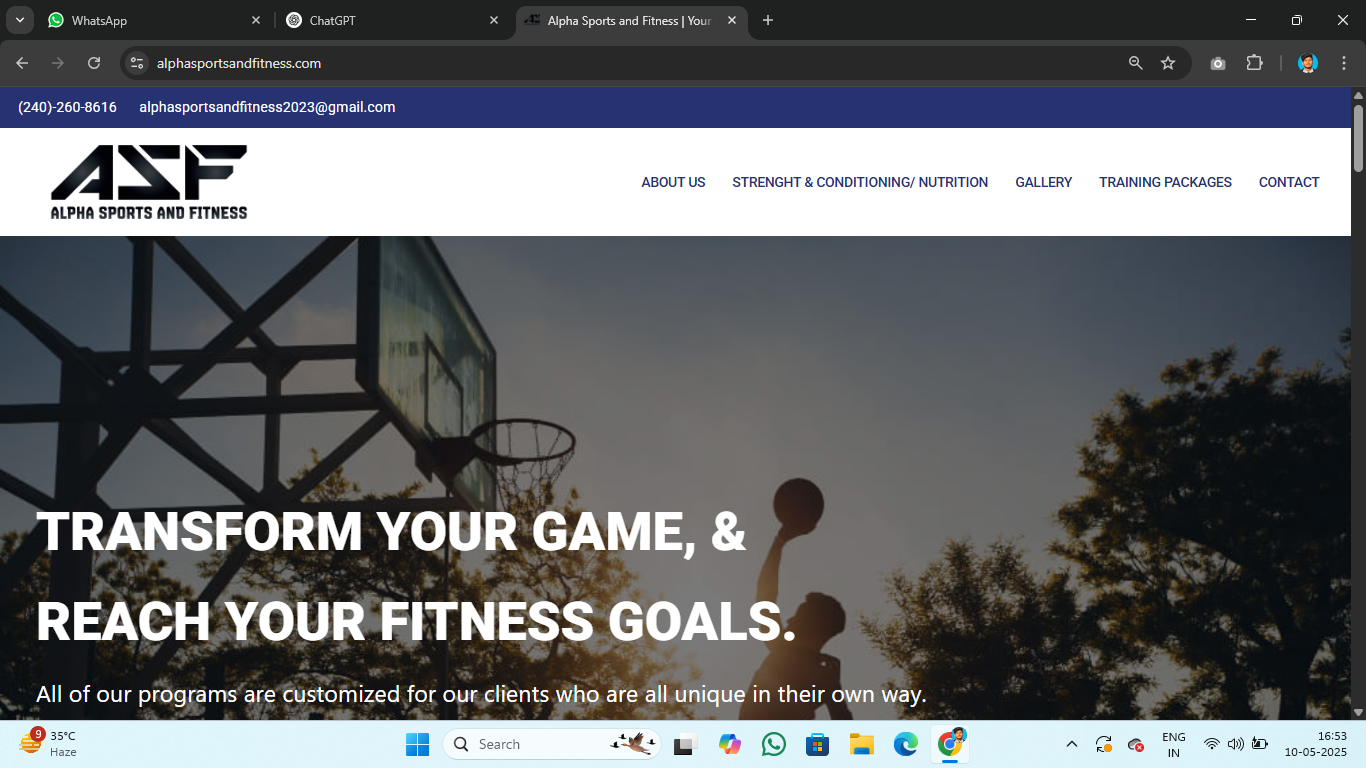 WhatsApp
ChatGPT
Alpha Sports and Fitness | Your
alphasportsandfitness.com
(240)-260-8616 alphasportsandfitness2023@gmail.com
ASF
ALPHA SPORTS AND FITNESS
ABOUT US STRENGHT & CONDITIONING/ NUTRITION GALLERY TRAINING PACKAGES CONTACT
TRANSFORM YOUR GAME, &
REACH YOUR FITNESS GOALS.
All of our programs are customized for our clients who are all unique in their own way.
9
35°C
Haze
Search
ENG
IN
16:53
10-05-2025